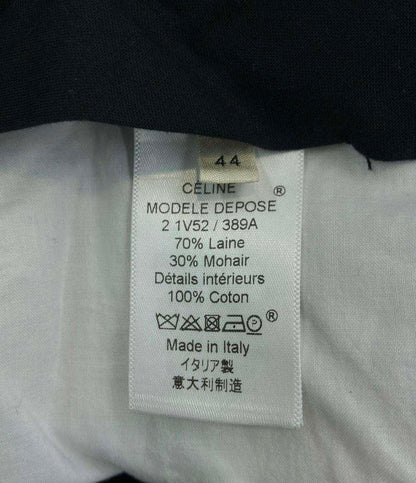 44
CÉLINE ®
MODELE DEPOSE
2 1V52 / 389A
70% Laine
30% Mohair
Détails intérieurs
100% Coton
®
Made in Italy
イタリア製
意大利制造